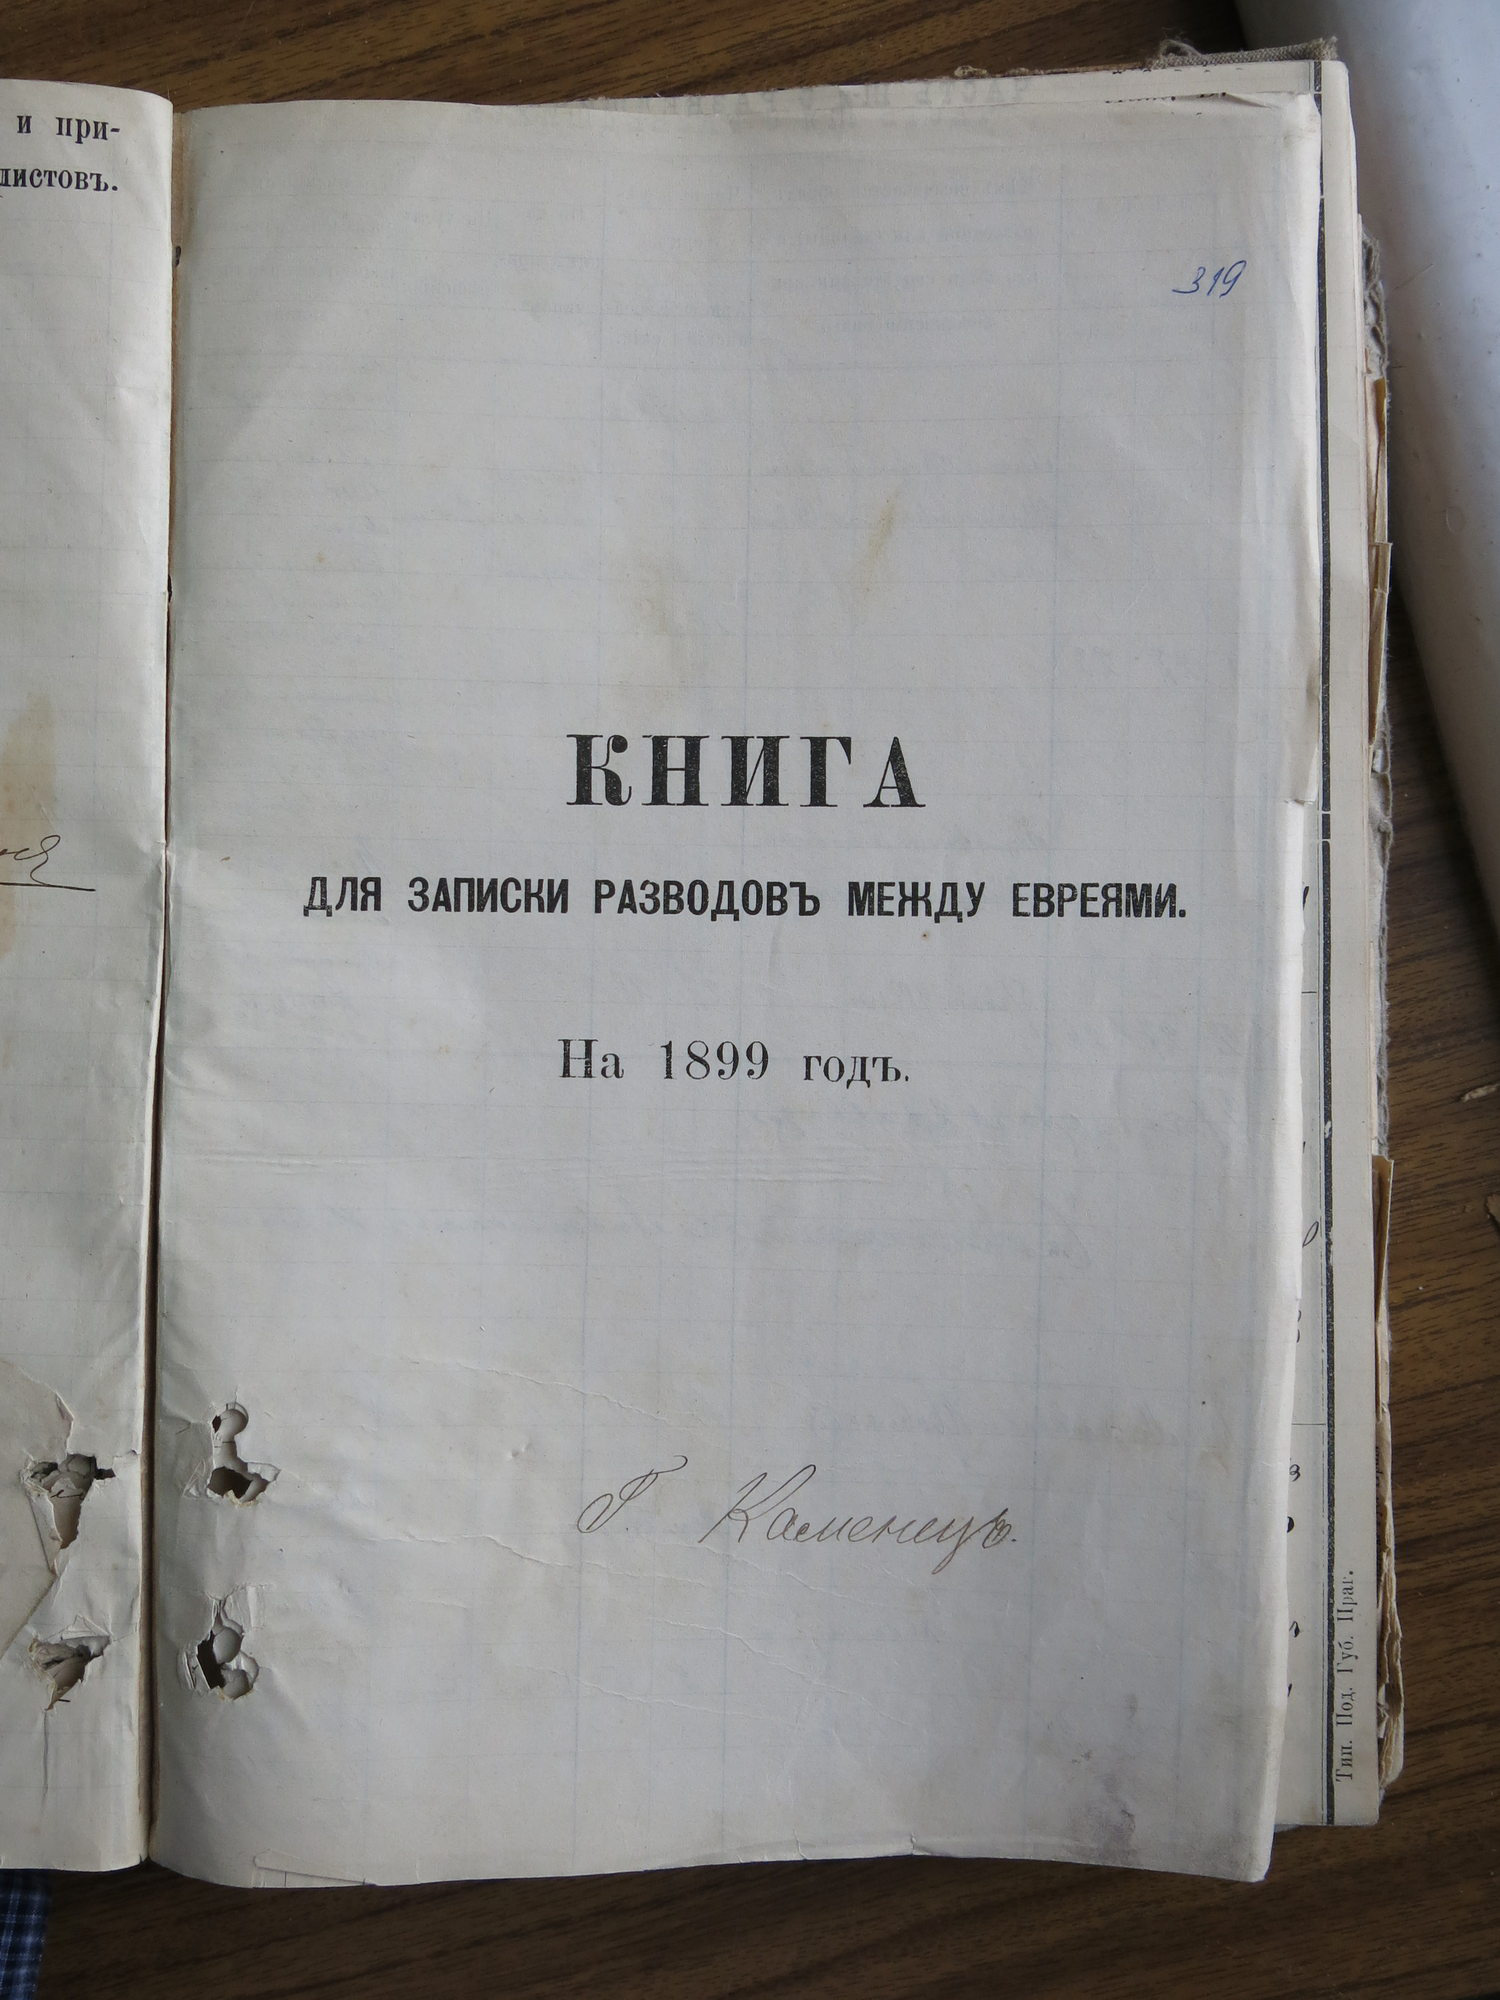 и при-
листовъ.
319
КНИГА
ДЛЯ ЗАПИСКИ РАЗВОДОВЪ МЕЖДУ ЕВРЕЯМИ.
На 1899 годъ.
Г. Каменецъ.
Тип. Под. Губ. Прав.